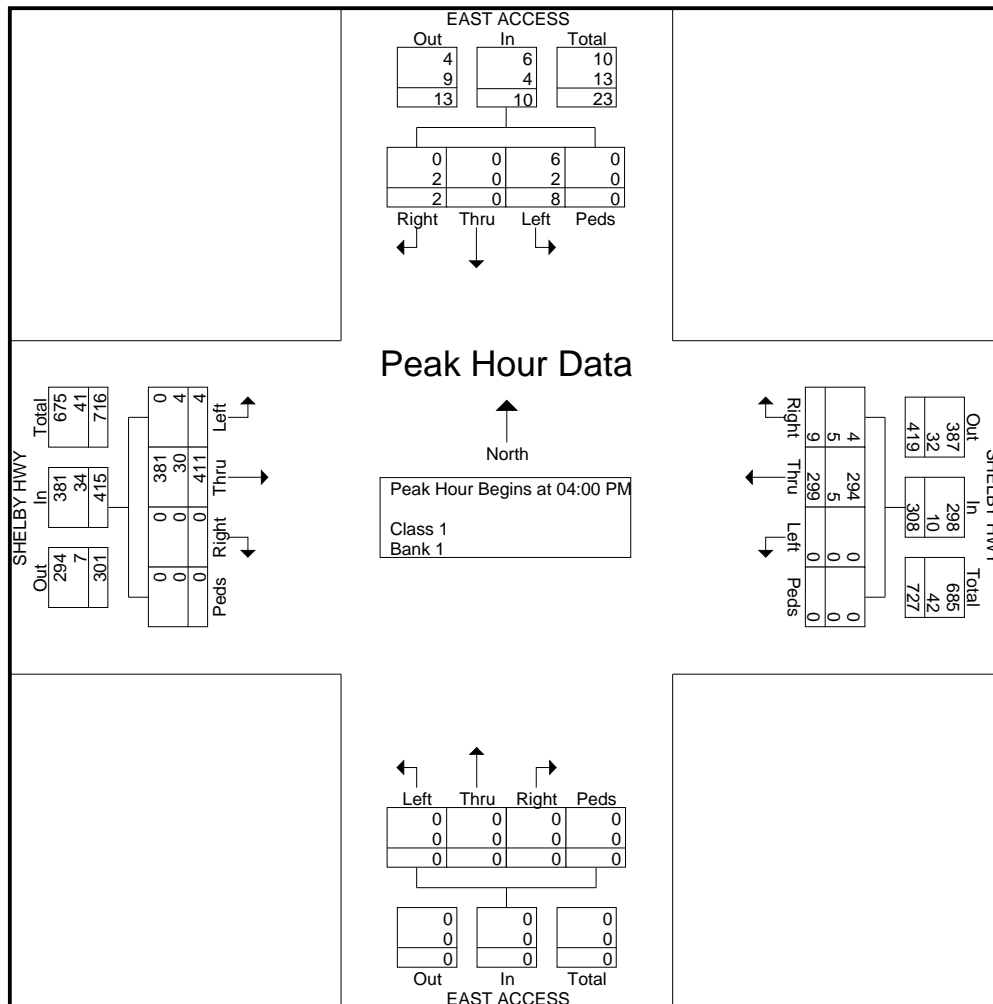 EAST ACCESS
Out In Total
4 6 10
9 4 13
13 10 23
0 0 6 0
2 0 2 0
2 0 8 0
Right Thru Left Peds
Peak Hour Data
North
Peak Hour Begins at 04:00 PM
Class 1
Bank 1
SHELBY HWY
Out In Total
294 381 675
7 34 41
301 415 716
0 381 0 0
4 30 0 0
4 411 0 0
Left Thru Right Peds
SHELBY HWY
Out In Total
387 298 685
32 10 42
419 308 727
4 294 0 0
5 5 0 0
9 299 0 0
Right Thru Left Peds
Left Thru Right Peds
0 0 0 0
0 0 0 0
0 0 0 0
0 0 0
0 0 0
0 0 0
Out In Total
EAST ACCESS